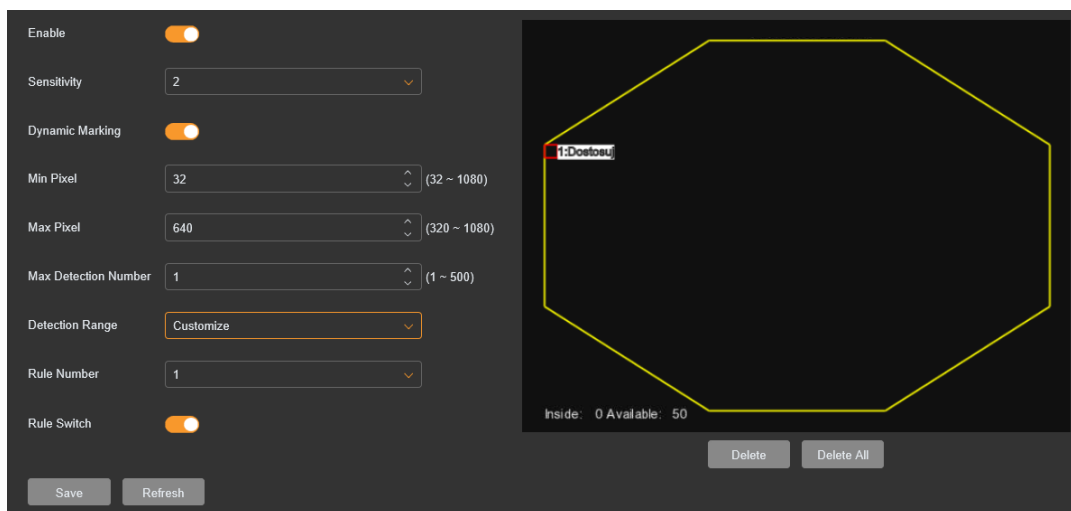 Enable
Sensitivity 2
Dynamic Marking
Min Pixel 32 (32 ~ 1080)
Max Pixel 640 (320 ~ 1080)
Max Detection Number 1 (1 ~ 500)
Detection Range Customize
Rule Number 1
Rule Switch
Save Refresh
1:Dostosuj
Inside: 0 Available: 50
Delete Delete All